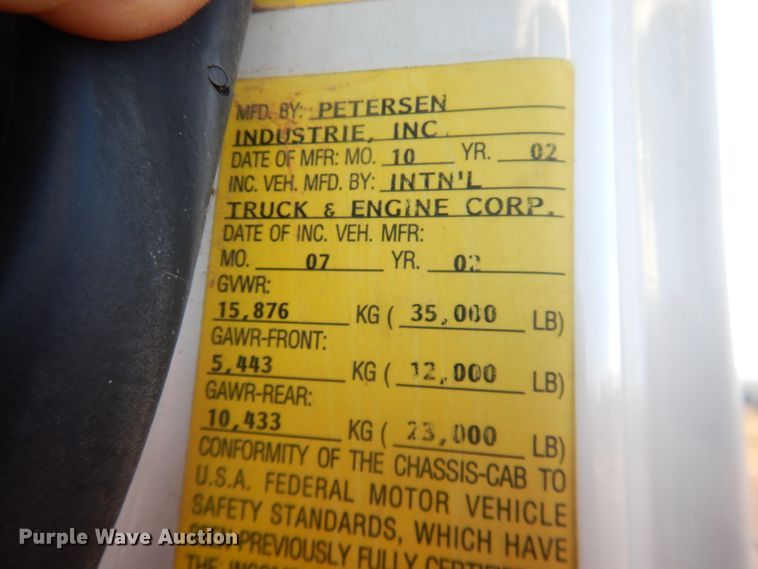 MFD. BY: PETERSEN
INDUSTRIE, INC.
DATE OF MFR: MO. 10 YR. 02
INC. VEH. MFD. BY: INTN'L
TRUCK & ENGINE CORP.
DATE OF INC. VEH. MFR:
MO. 07 YR. 02
GVWR:
15,876 KG ( 35,000 LB)
GAWR-FRONT:
5,443 KG ( 12,000 LB)
GAWR-REAR:
10,433 KG ( 23,000 LB)
CONFORMITY OF THE CHASSIS-CAB TO
U.S.A. FEDERAL MOTOR VEHICLE
SAFETY STANDARDS, WHICH HAVE
BEEN PREVIOUSLY FULLY
THE
Purple Wave Auction